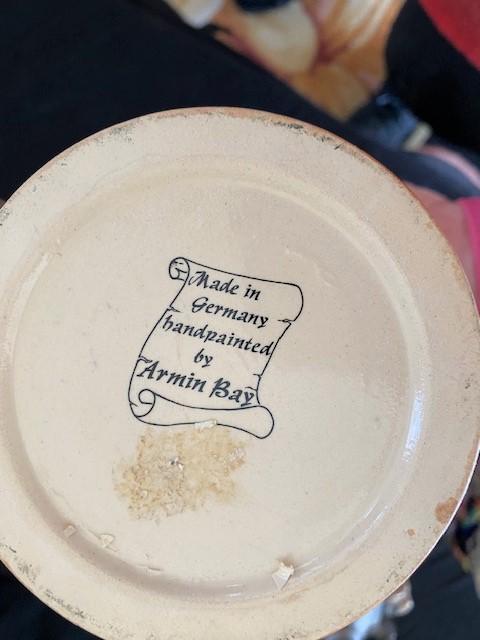 Made in
Germany
handpainted
by
Armin Bay